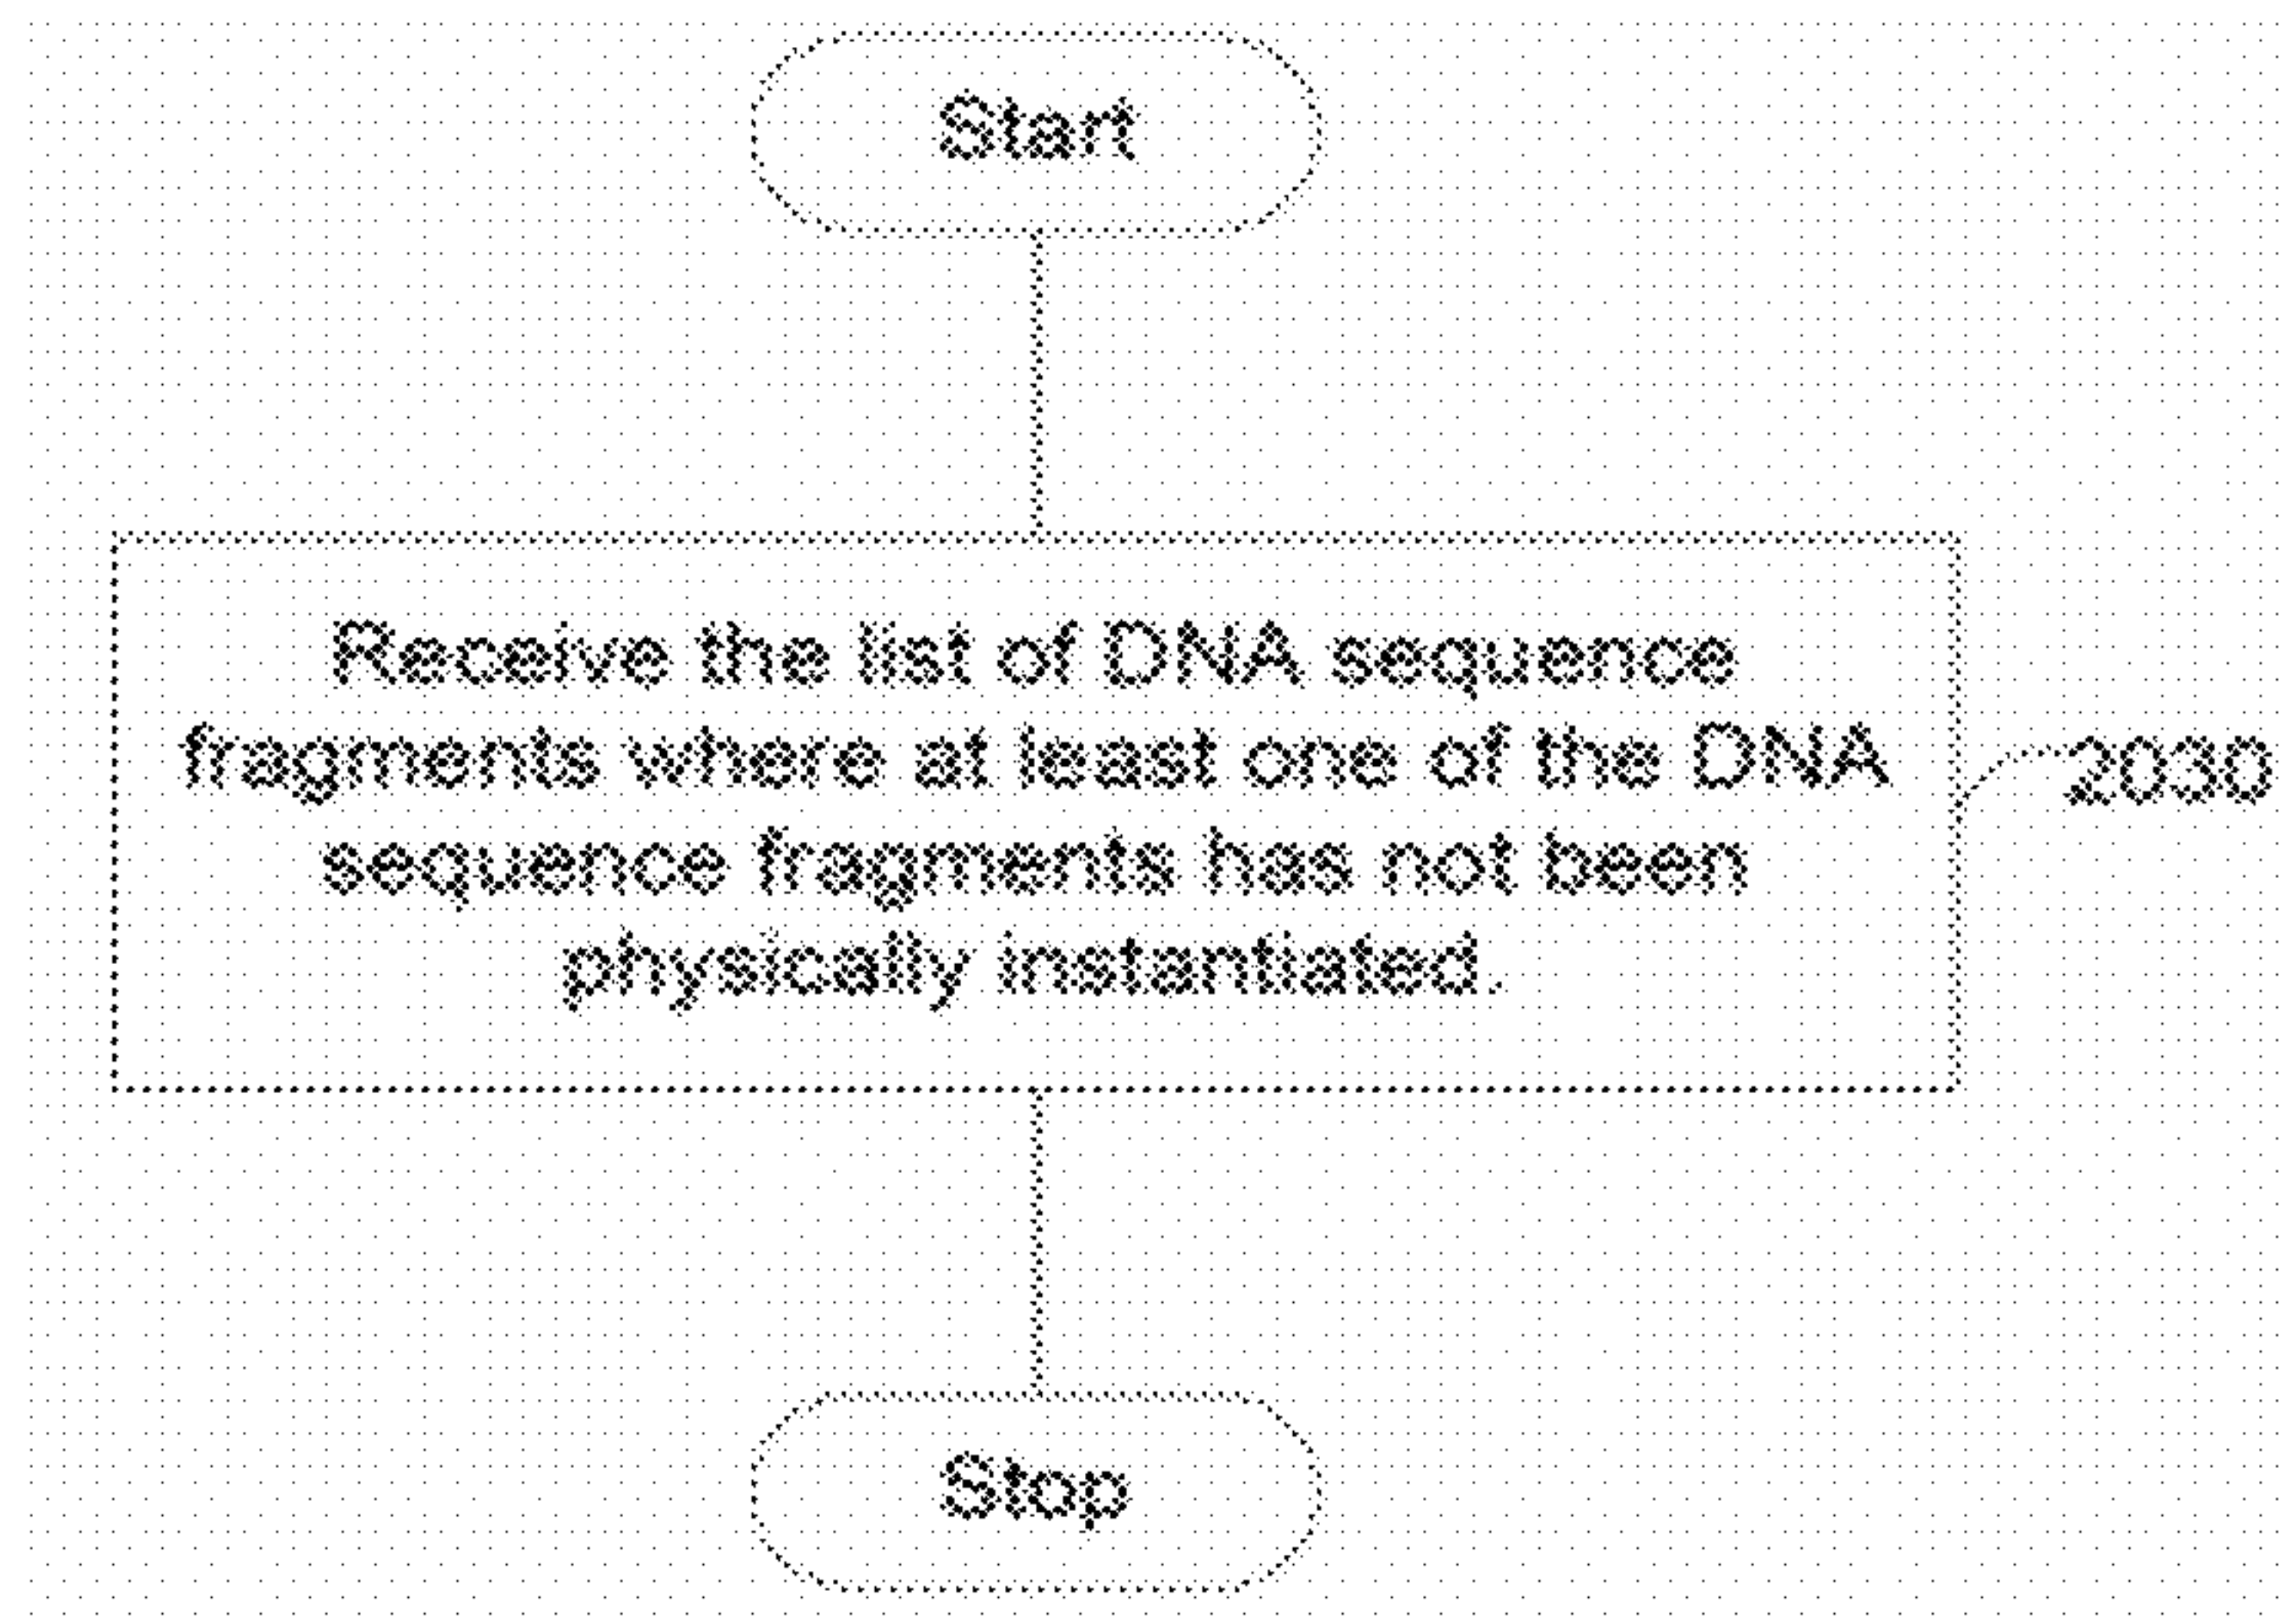 Start
Receive the list of DNA sequence
fragments where at least one of the DNA
sequence fragments has not been
physically instantiated.
2030
Stop